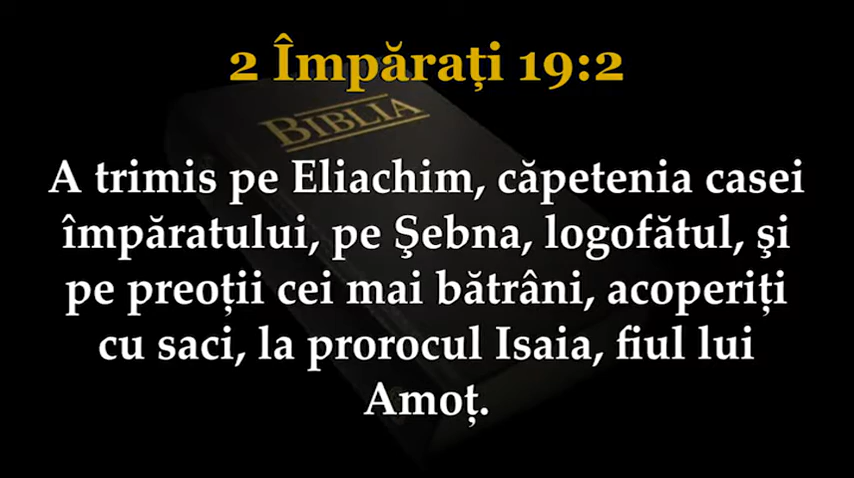 2 Împărați 19:2
BIBLIA
A trimis pe Eliachim, căpetenia casei
împăratului, pe Şebna, logofătul, şi
pe preoții cei mai bătrâni, acoperiți
cu saci, la prorocul Isaia, fiul lui
Amoț.